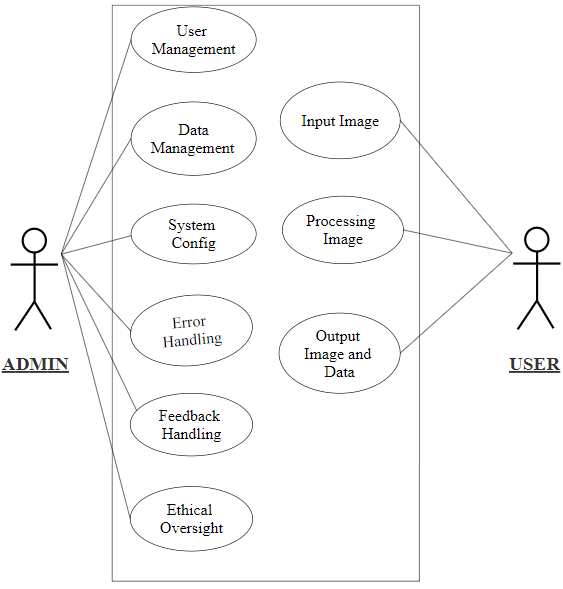 User
Management
Data
Management
System
Config
Error
Handling
Feedback
Handling
Ethical
Oversight
Input Image
Processing
Image
Output
Image and
Data
ADMIN
USER